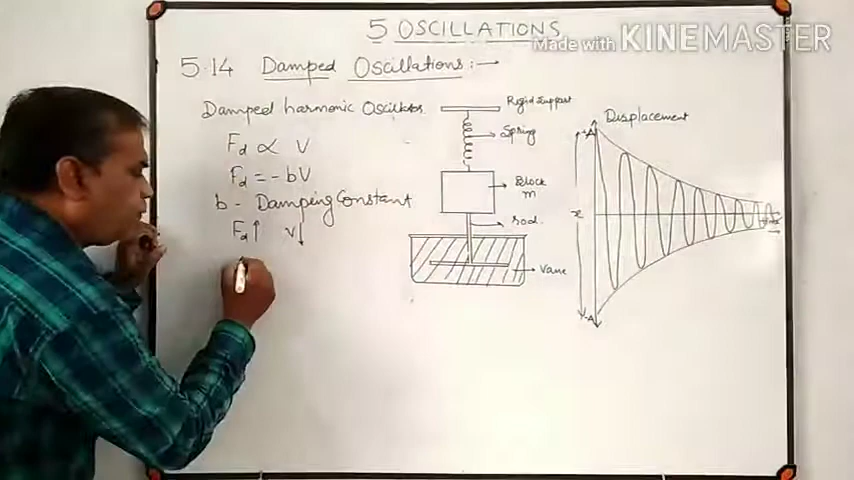 5 OSCILLATIONS
Made with KINEMASTER
5.14 Damped Oscillations:→
Damped harmonic Oscillator
Fd ∝ V
Fd = -bV
b - Damping Constant
Fd↑ V↓
Rigid Support
Spring
Block
m
rod
Vane
Displacement
+A
x
-A